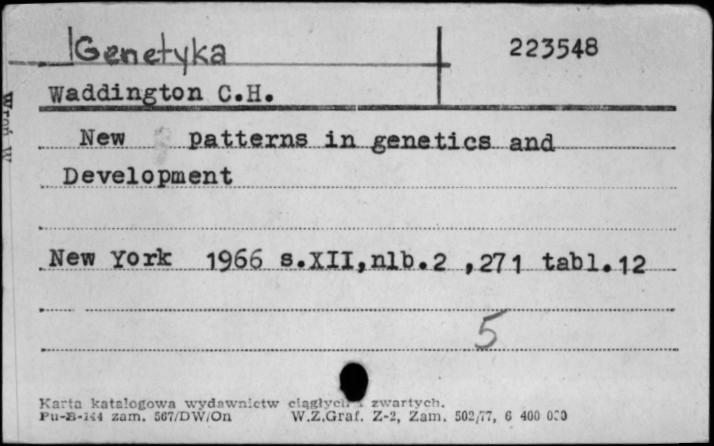 Genetyka 223548
Waddington C.H.
New patterns in genetics and
Development
New York 1966 s.XII,nlb.2 ,271 tabl.12
5
Karta katalogowa wydawnictw ciągłych i zwartych.
Pu-B-144 zam. 567/DW/On W.Z.Graf. Z-2, Zam. 502/77, 6 400 000